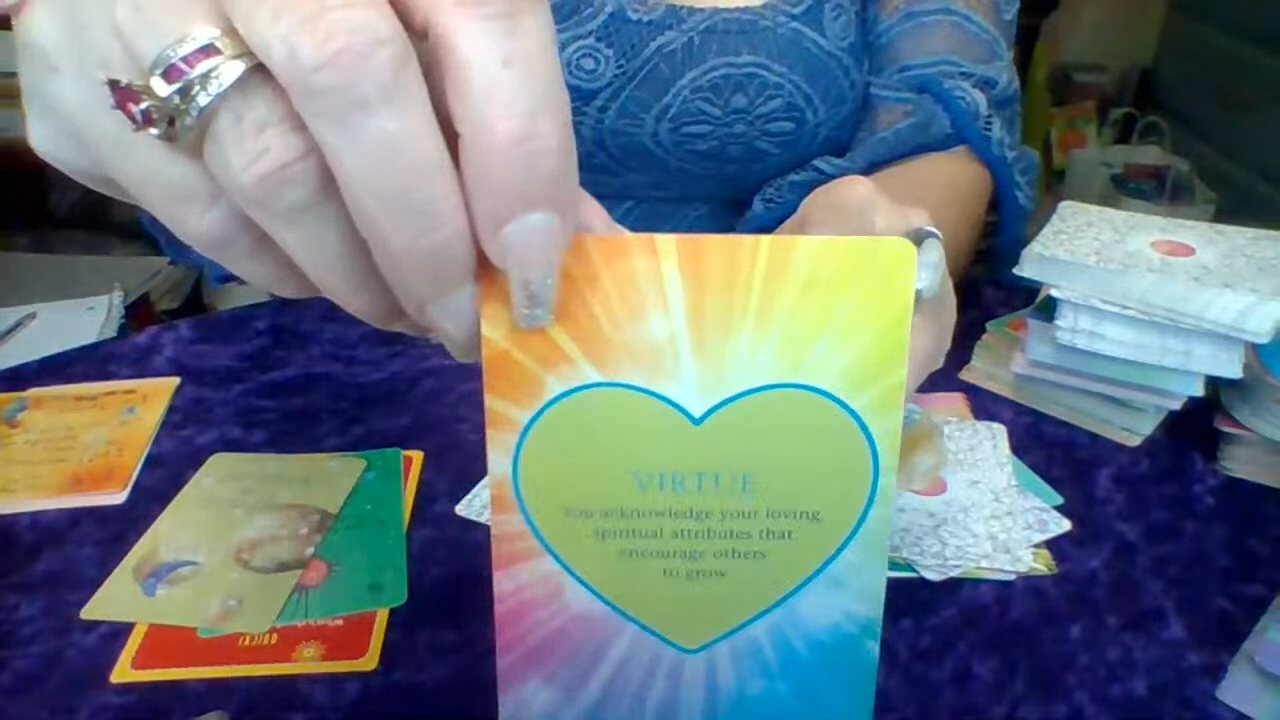 VIRTUE
You acknowledge your loving,
spiritual attributes that
encourage others
to grow